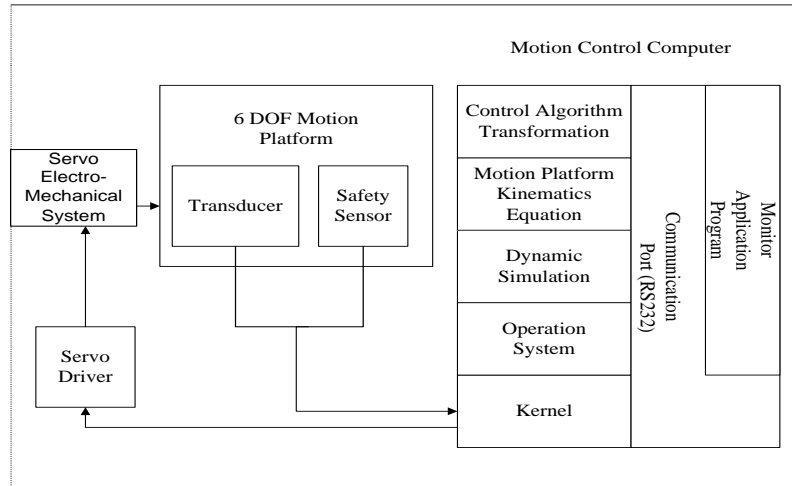 Motion Control Computer
6 DOF Motion
Platform
Servo
Electro-
Mechanical
System
Transducer
Safety
Sensor
Servo
Driver
Control Algorithm
Transformation
Motion Platform
Kinematics
Equation
Dynamic
Simulation
Operation
System
Kernel
Communication
Port (RS232)
Monitor
Application
Program